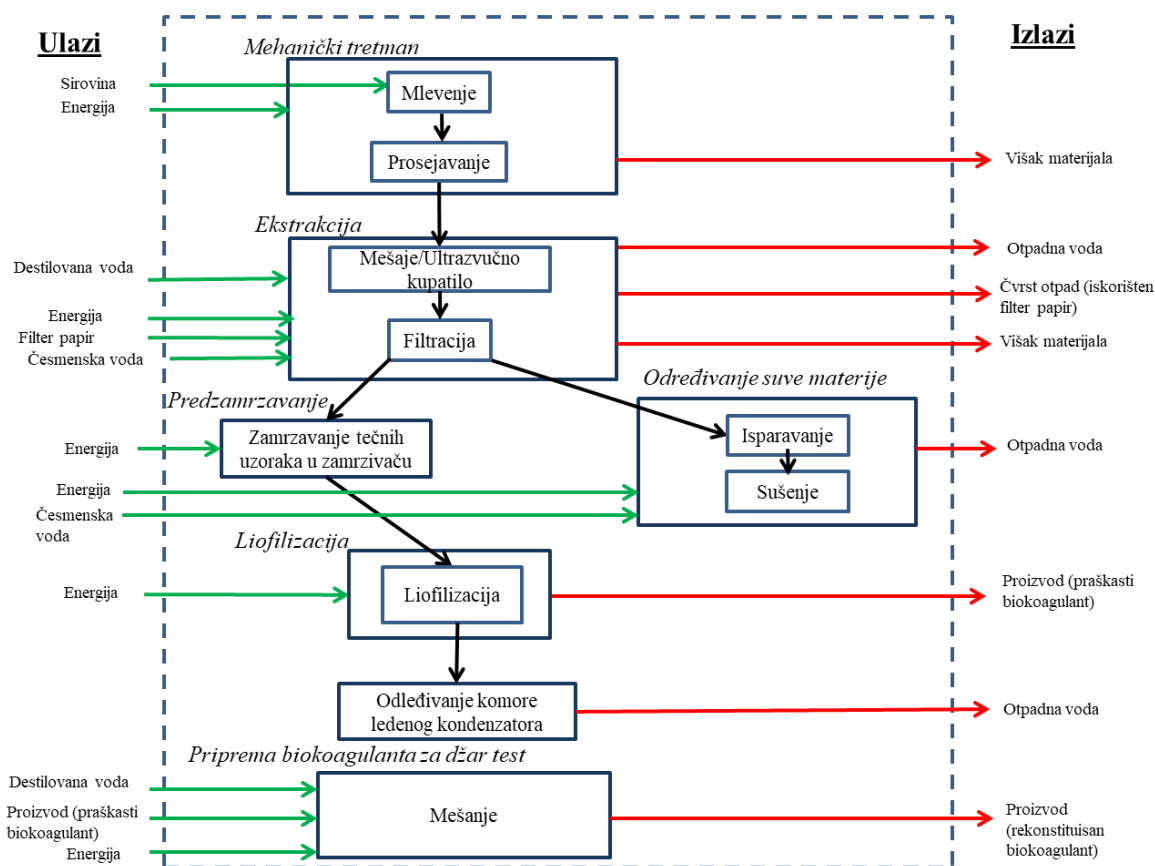 Ulazi
Izlazi
Mehanički tretman
Sirovina
Energija
Mlevenje
Prosejavanje
Višak materijala
Ekstrakcija
Destilovana voda
Energija
Filter papir
Česmenska voda
Mešaje/Ultrazvučno
kupatilo
Filtracija
Otpadna voda
Čvrst otpad (iskorišten
filter papir)
Višak materijala
Predzamrzavanje
Određivanje suve materije
Energija
Zamrzavanje tečnih
uzoraka u zamrzivaču
Isparavanje
Sušenje
Otpadna voda
Energija
Česmenska
voda
Liofilizacija
Energija
Liofilizacija
Proizvod (praškasti
biokoagulant)
Odleđivanje komore
ledenog kondenzatora
Otpadna voda
Priprema biokoagulanta za džar test
Destilovana voda
Proizvod (praškasti
biokoagulant)
Energija
Mešanje
Proizvod
(rekonstituisan
biokoagulant)